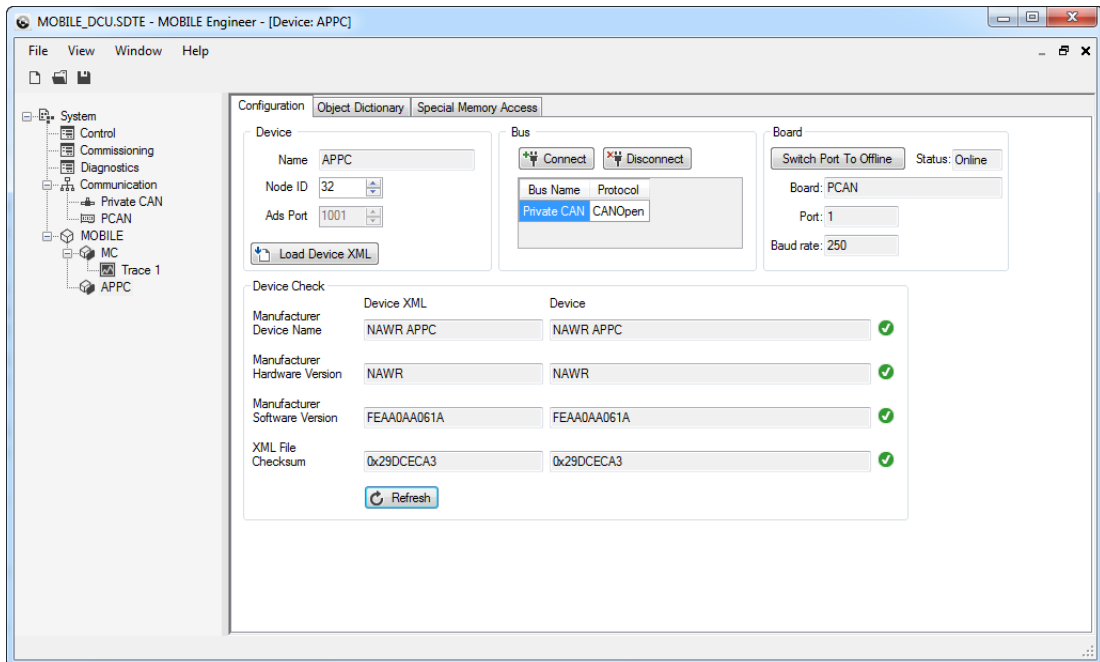 MOBILE_DCU.SDTE - MOBILE Engineer - [Device: APPC]
File View Window Help
System
Control
Commissioning
Diagnostics
Communication
Private CAN
PCAN
MOBILE
MC
Trace 1
APPC
Configuration Object Dictionary Special Memory Access
Device
Name APPC
Node ID 32
Ads Port 1001
Load Device XML
Bus
Connect Disconnect
Bus Name Protocol
Private CAN CANOpen
Board
Switch Port To Offline Status: Online
Board: PCAN
Port: 1
Baud rate: 250
Device Check
Device XML Device
Manufacturer
Device Name NAWR APPC NAWR APPC
Manufacturer
Hardware Version NAWR NAWR
Manufacturer
Software Version FEAA0AA061A FEAA0AA061A
XML File
Checksum 0x29DCECA3 0x29DCECA3
Refresh